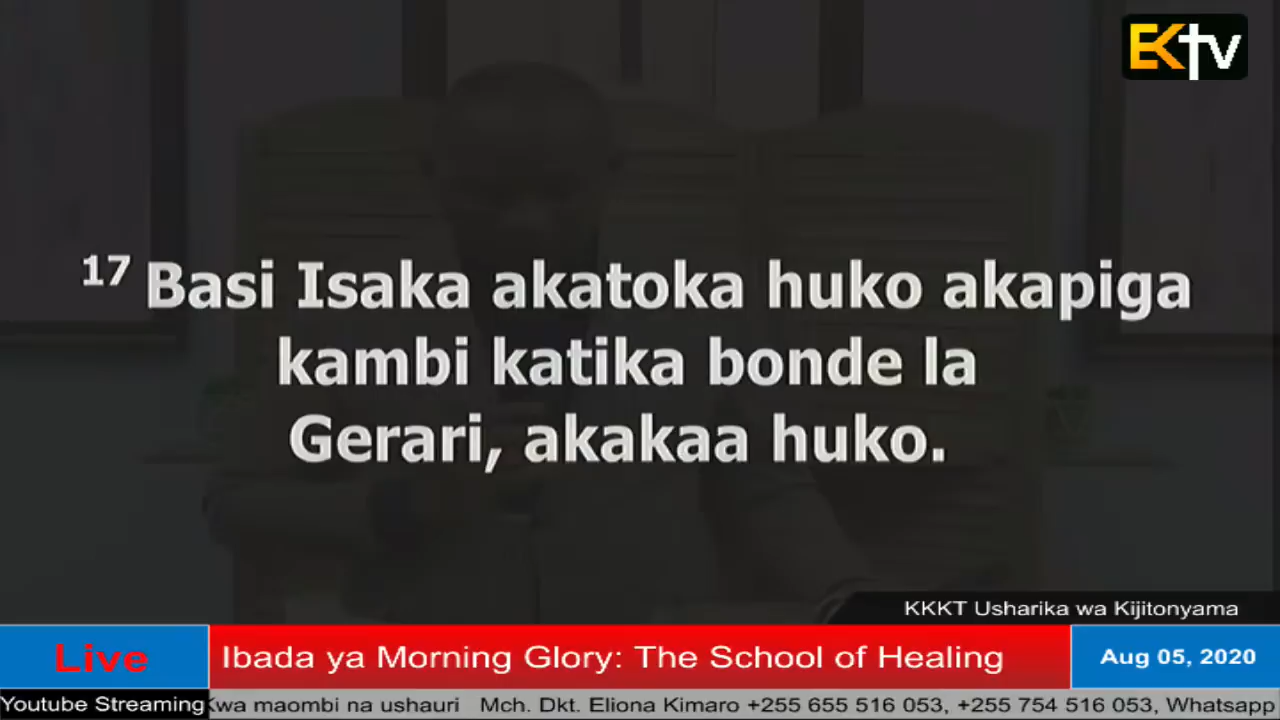 EKtv
17 Basi Isaka akatoka huko akapiga
kambi katika bonde la
Gerari, akakaa huko.
KKKT Usharika wa Kijitonyama
Live
Ibada ya Morning Glory: The School of Healing
Aug 05, 2020
Youtube Streaming
Kwa maombi na ushauri Mch. Dkt. Eliona Kimaro +255 655 516 053, +255 754 516 053, Whatsapp